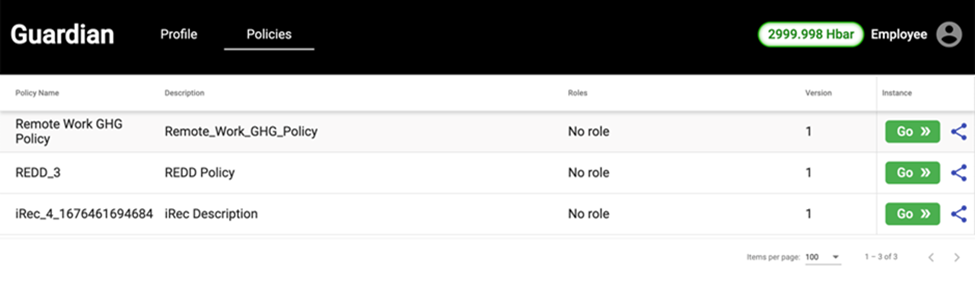 Guardian Profile Policies 2999.998 Hbar Employee
Policy Name Description Roles Version Instance
Remote Work GHG
Policy Remote_Work_GHG_Policy No role 1 Go »
REDD_3 REDD Policy No role 1 Go »
iRec_4_1676461694684 iRec Description No role 1 Go »
Items per page: 100 1 – 3 of 3